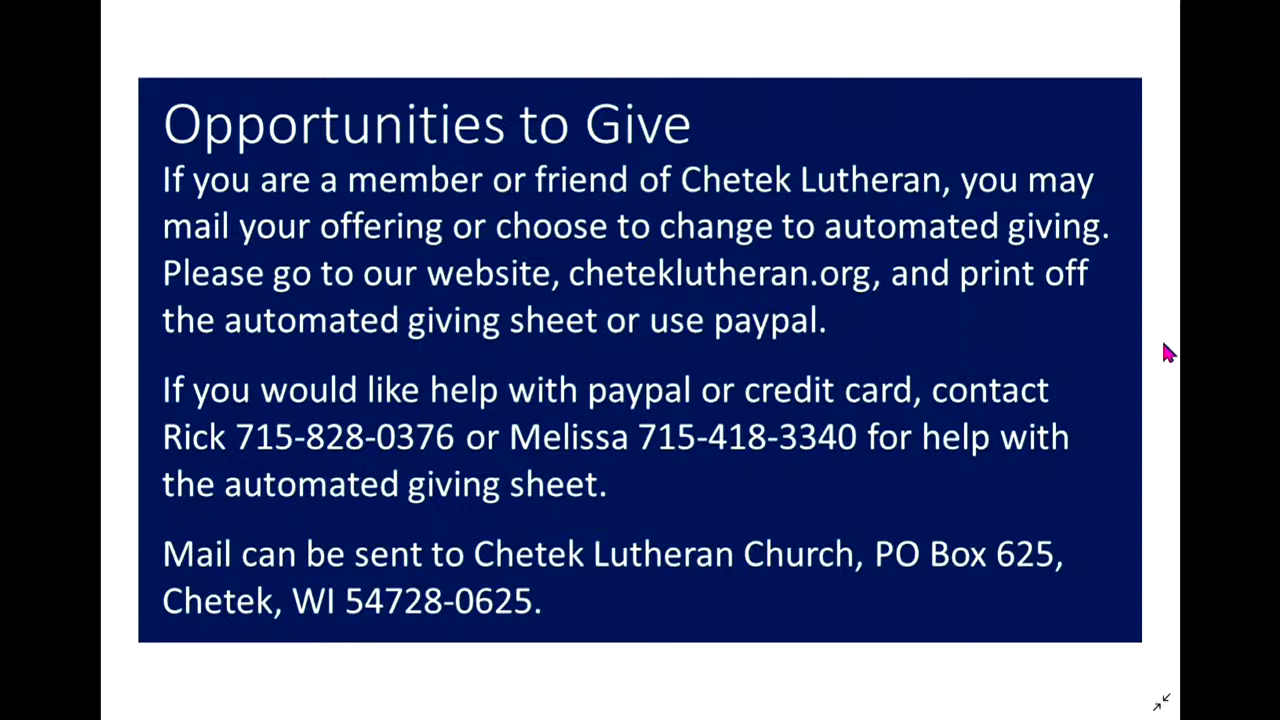 Opportunities to Give
If you are a member or friend of Chetek Lutheran, you may
mail your offering or choose to change to automated giving.
Please go to our website, cheteklutheran.org, and print off
the automated giving sheet or use paypal.
If you would like help with paypal or credit card, contact
Rick 715-828-0376 or Melissa 715-418-3340 for help with
the automated giving sheet.
Mail can be sent to Chetek Lutheran Church, PO Box 625,
Chetek, WI 54728-0625.